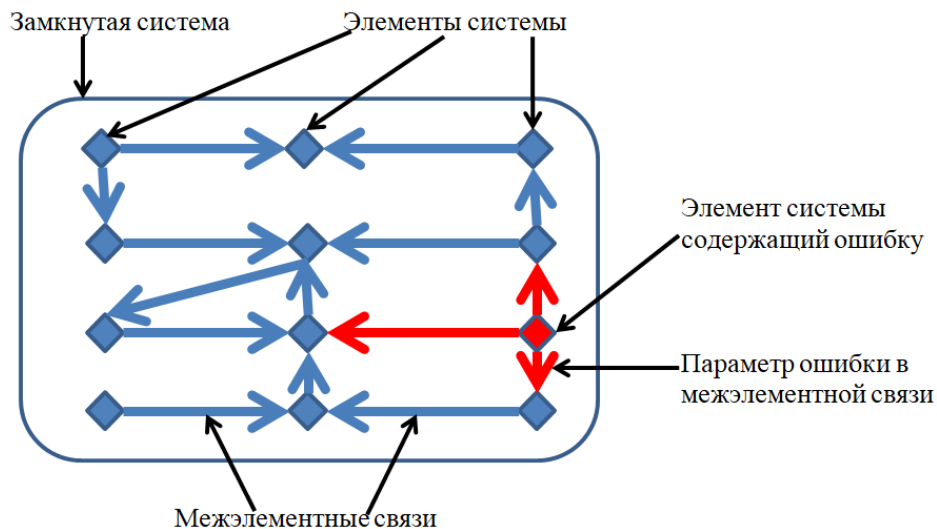 Замкнутая система
Элементы системы
Элемент системы
содержащий ошибку
Параметр ошибки в
межэлементной связи
Межэлементные связи